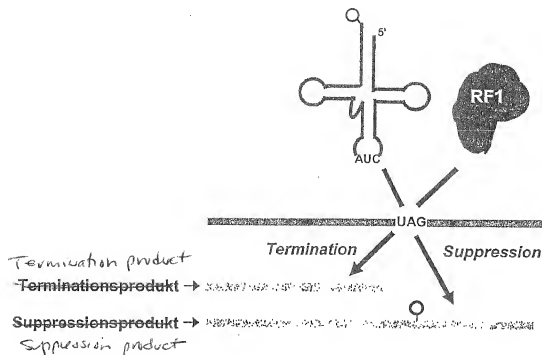 5'
RF1
AUC
UAG
Termination
Suppression
Termination product
Terminationsprodukt
Suppressionsprodukt
Suppression product